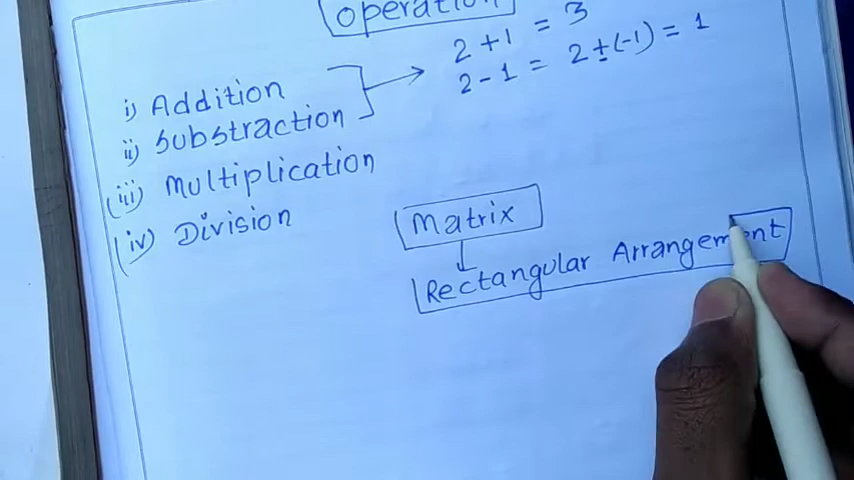 operation
i) Addition
2 + 1 = 3
ii) Substraction
2 - 1 = 2 ± (-1) = 1
(iii) Multiplication
(iv) Division
Matrix
Rectangular Arrangement